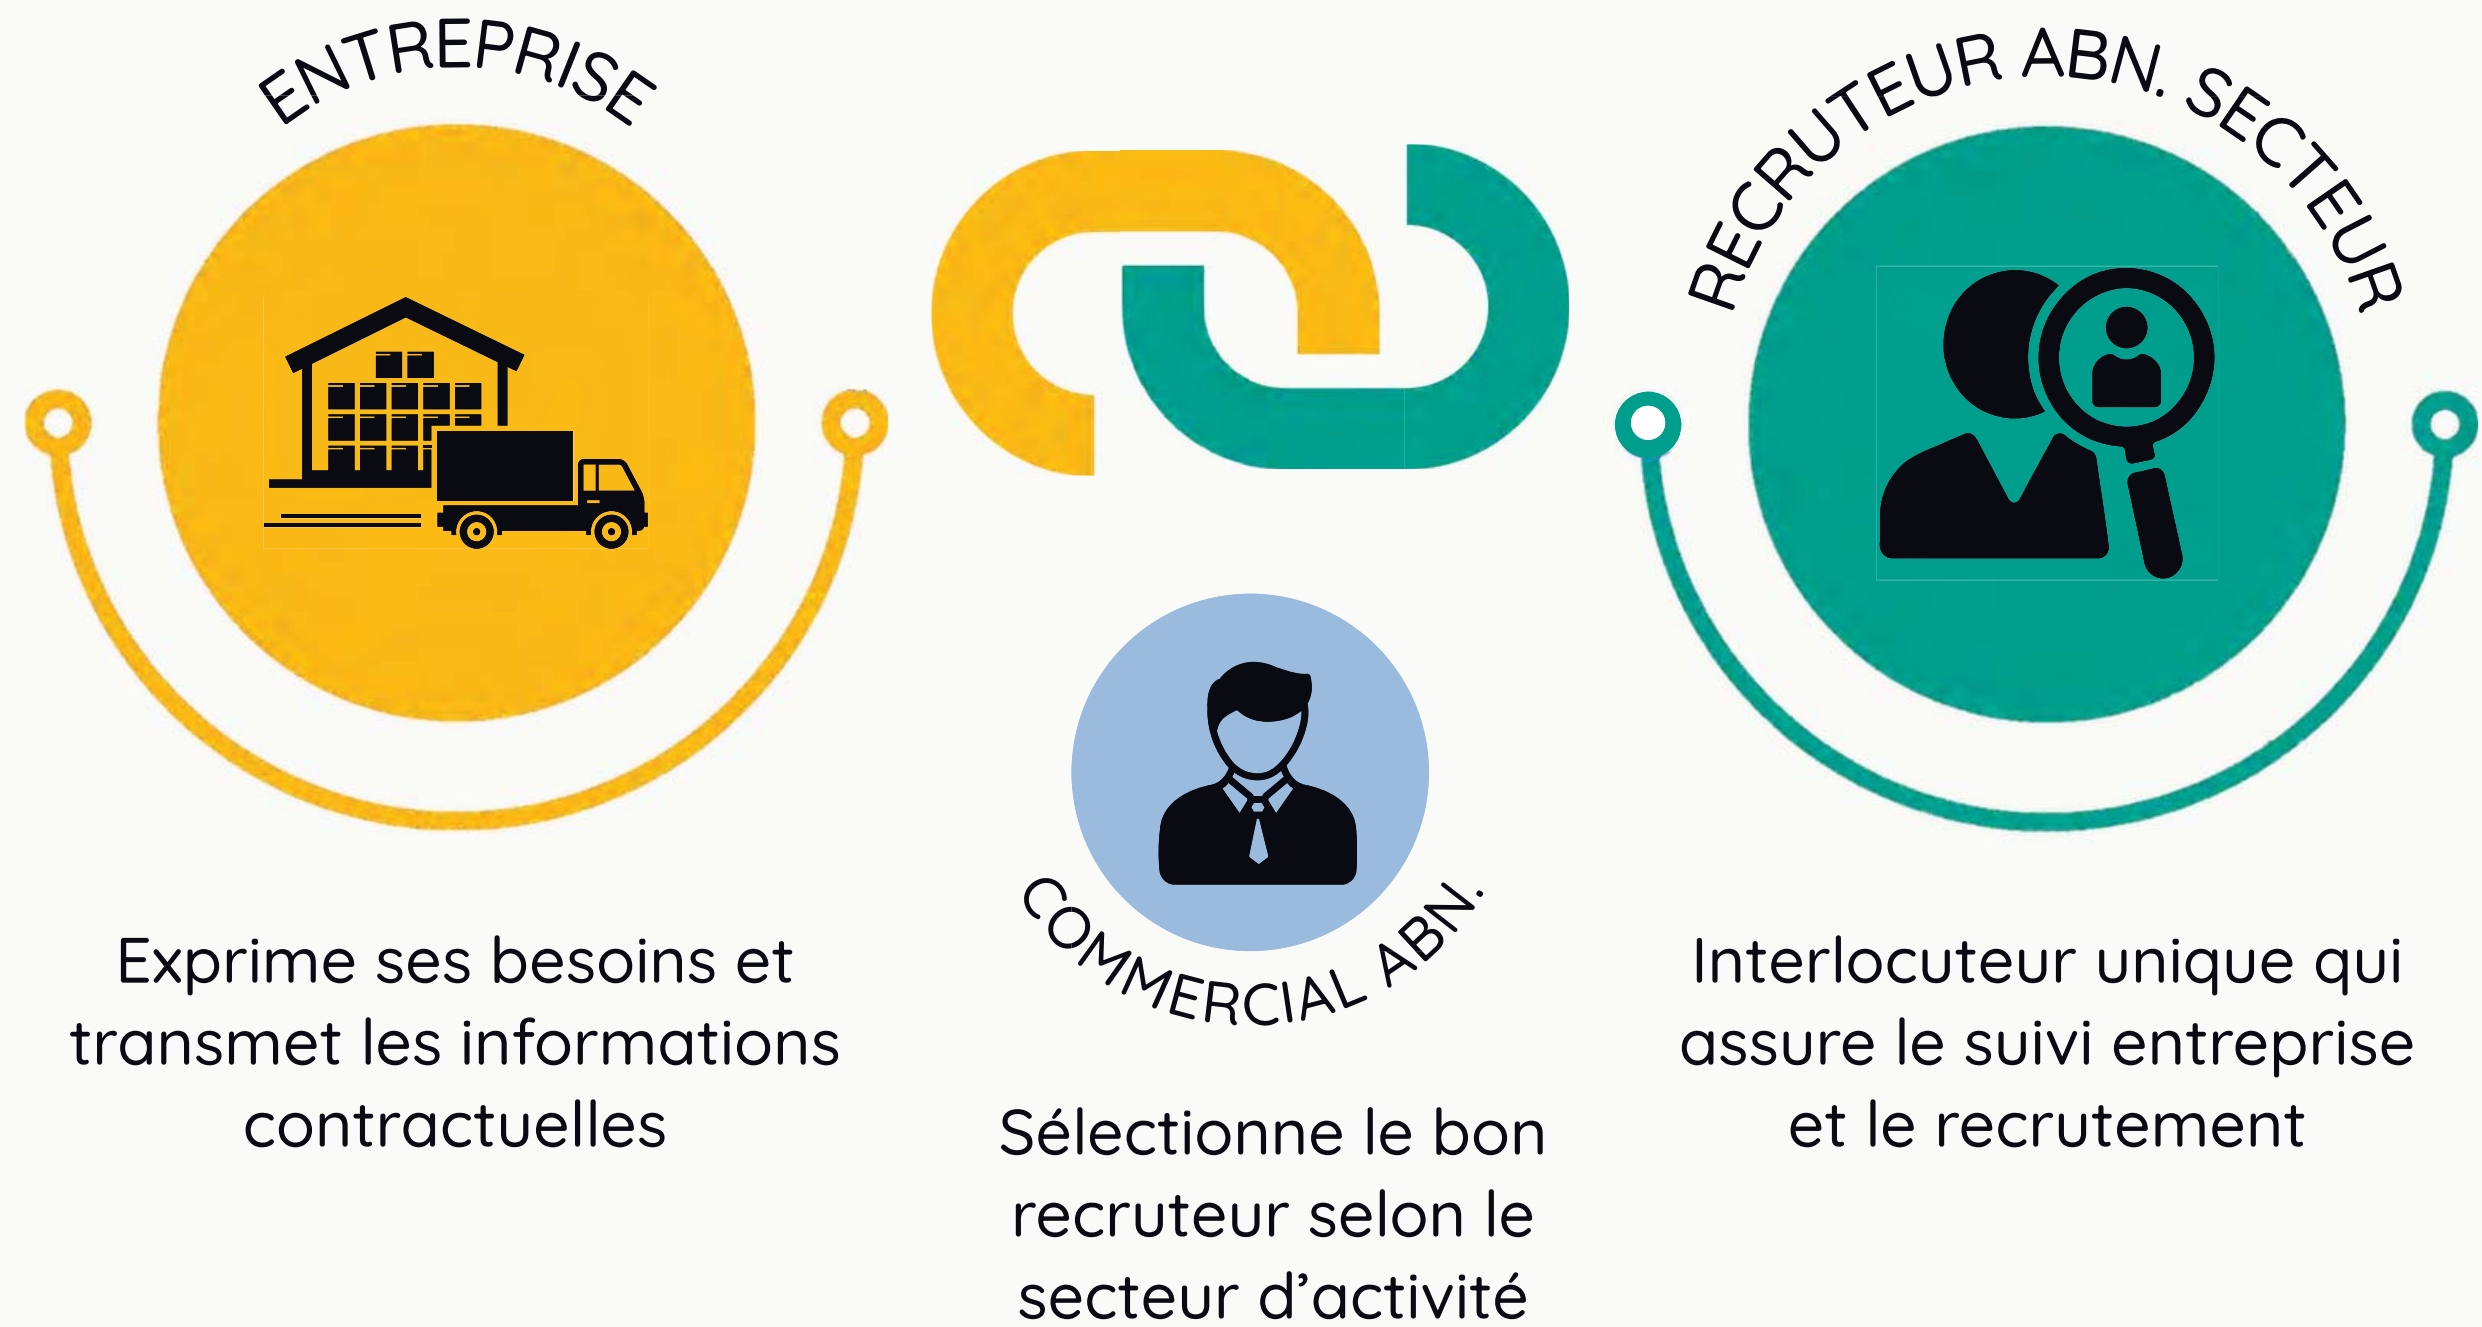 ENTREPRISE
Exprime ses besoins et
transmet les informations
contractuelles
COMMERCIAL ABN.
Sélectionne le bon
recruteur selon le
secteur d’activité
RECRUTEUR ABN. SECTEUR
Interlocuteur unique qui
assure le suivi entreprise
et le recrutement